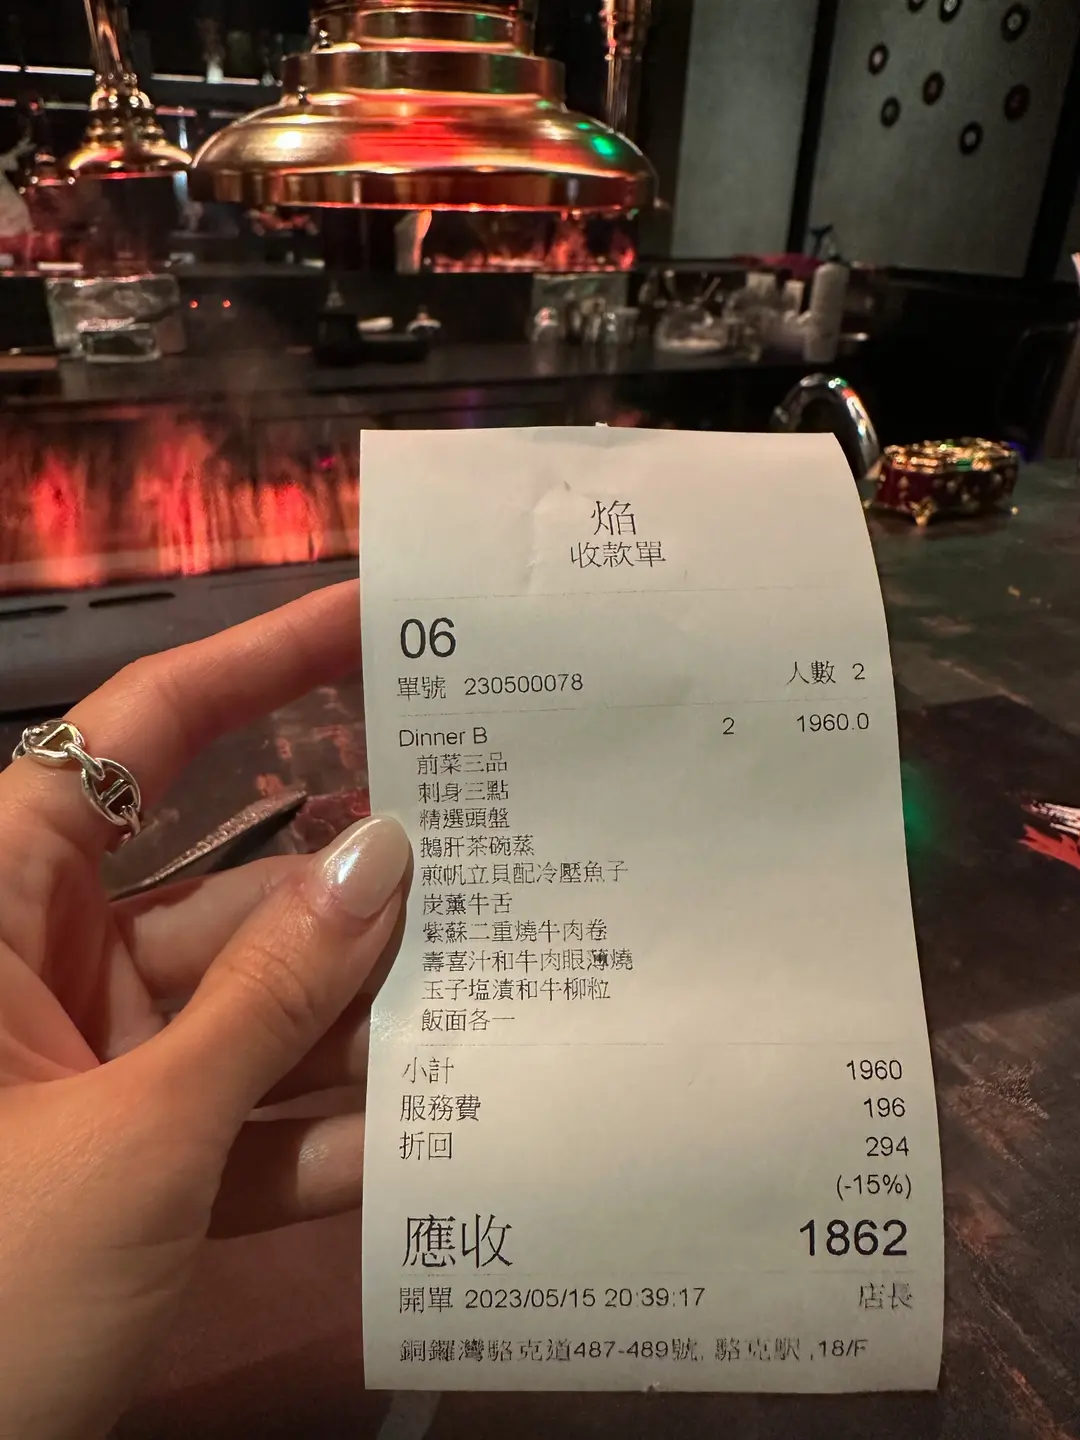 焰
收款單
06
單號 230500078 人數 2
Dinner B 2 1960.0
前菜三品
刺身三點
精選頭盤
鵝肝茶碗蒸
煎帆立貝配冷壓魚子
炭薰牛舌
紫蘇二重燒牛肉卷
壽喜汁和牛肉眼薄燒
玉子塩漬和牛柳粒
飯面各一
小計 1960
服務費 196
折回 294
(-15%)
應收 1862
開單 2023/05/15 20:39:17 店長
銅鑼灣駱克道487-489號, 駱克駅 ,18/F